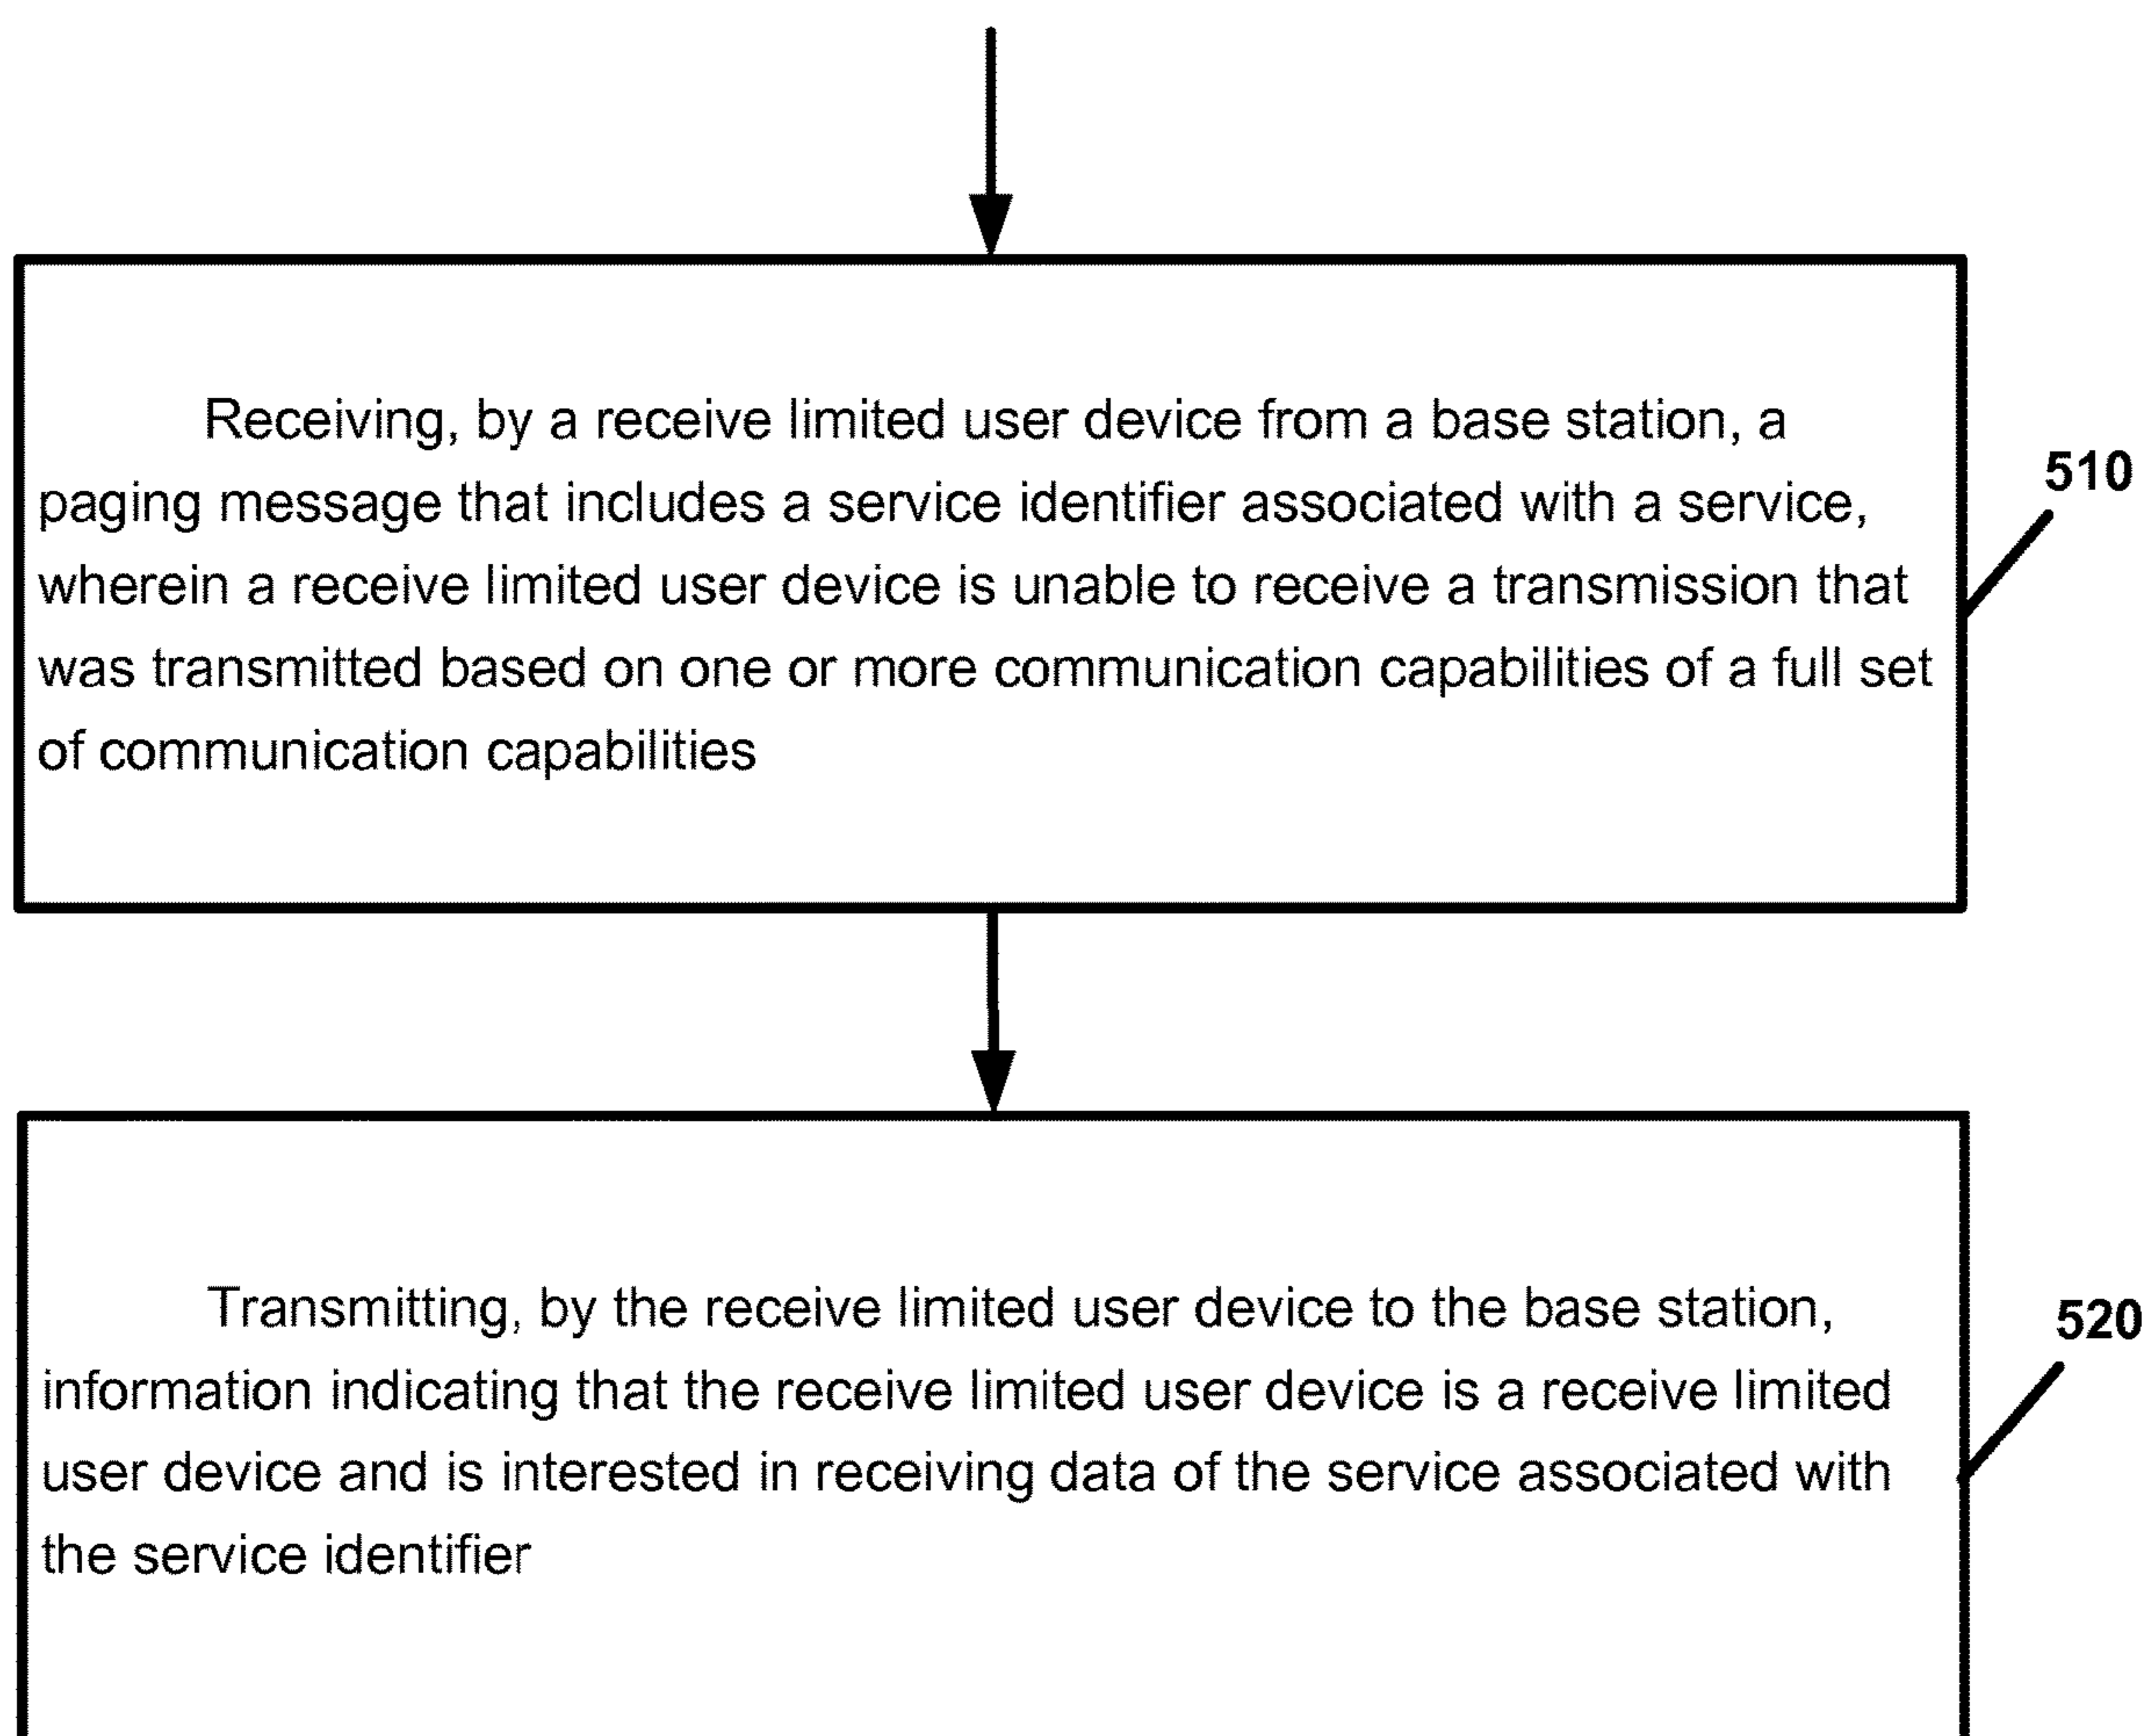 Receiving, by a receive limited user device from a base station, a
paging message that includes a service identifier associated with a service,
wherein a receive limited user device is unable to receive a transmission that
was transmitted based on one or more communication capabilities of a full set
of communication capabilities
510
Transmitting, by the receive limited user device to the base station,
information indicating that the receive limited user device is a receive limited
user device and is interested in receiving data of the service associated with
the service identifier
520